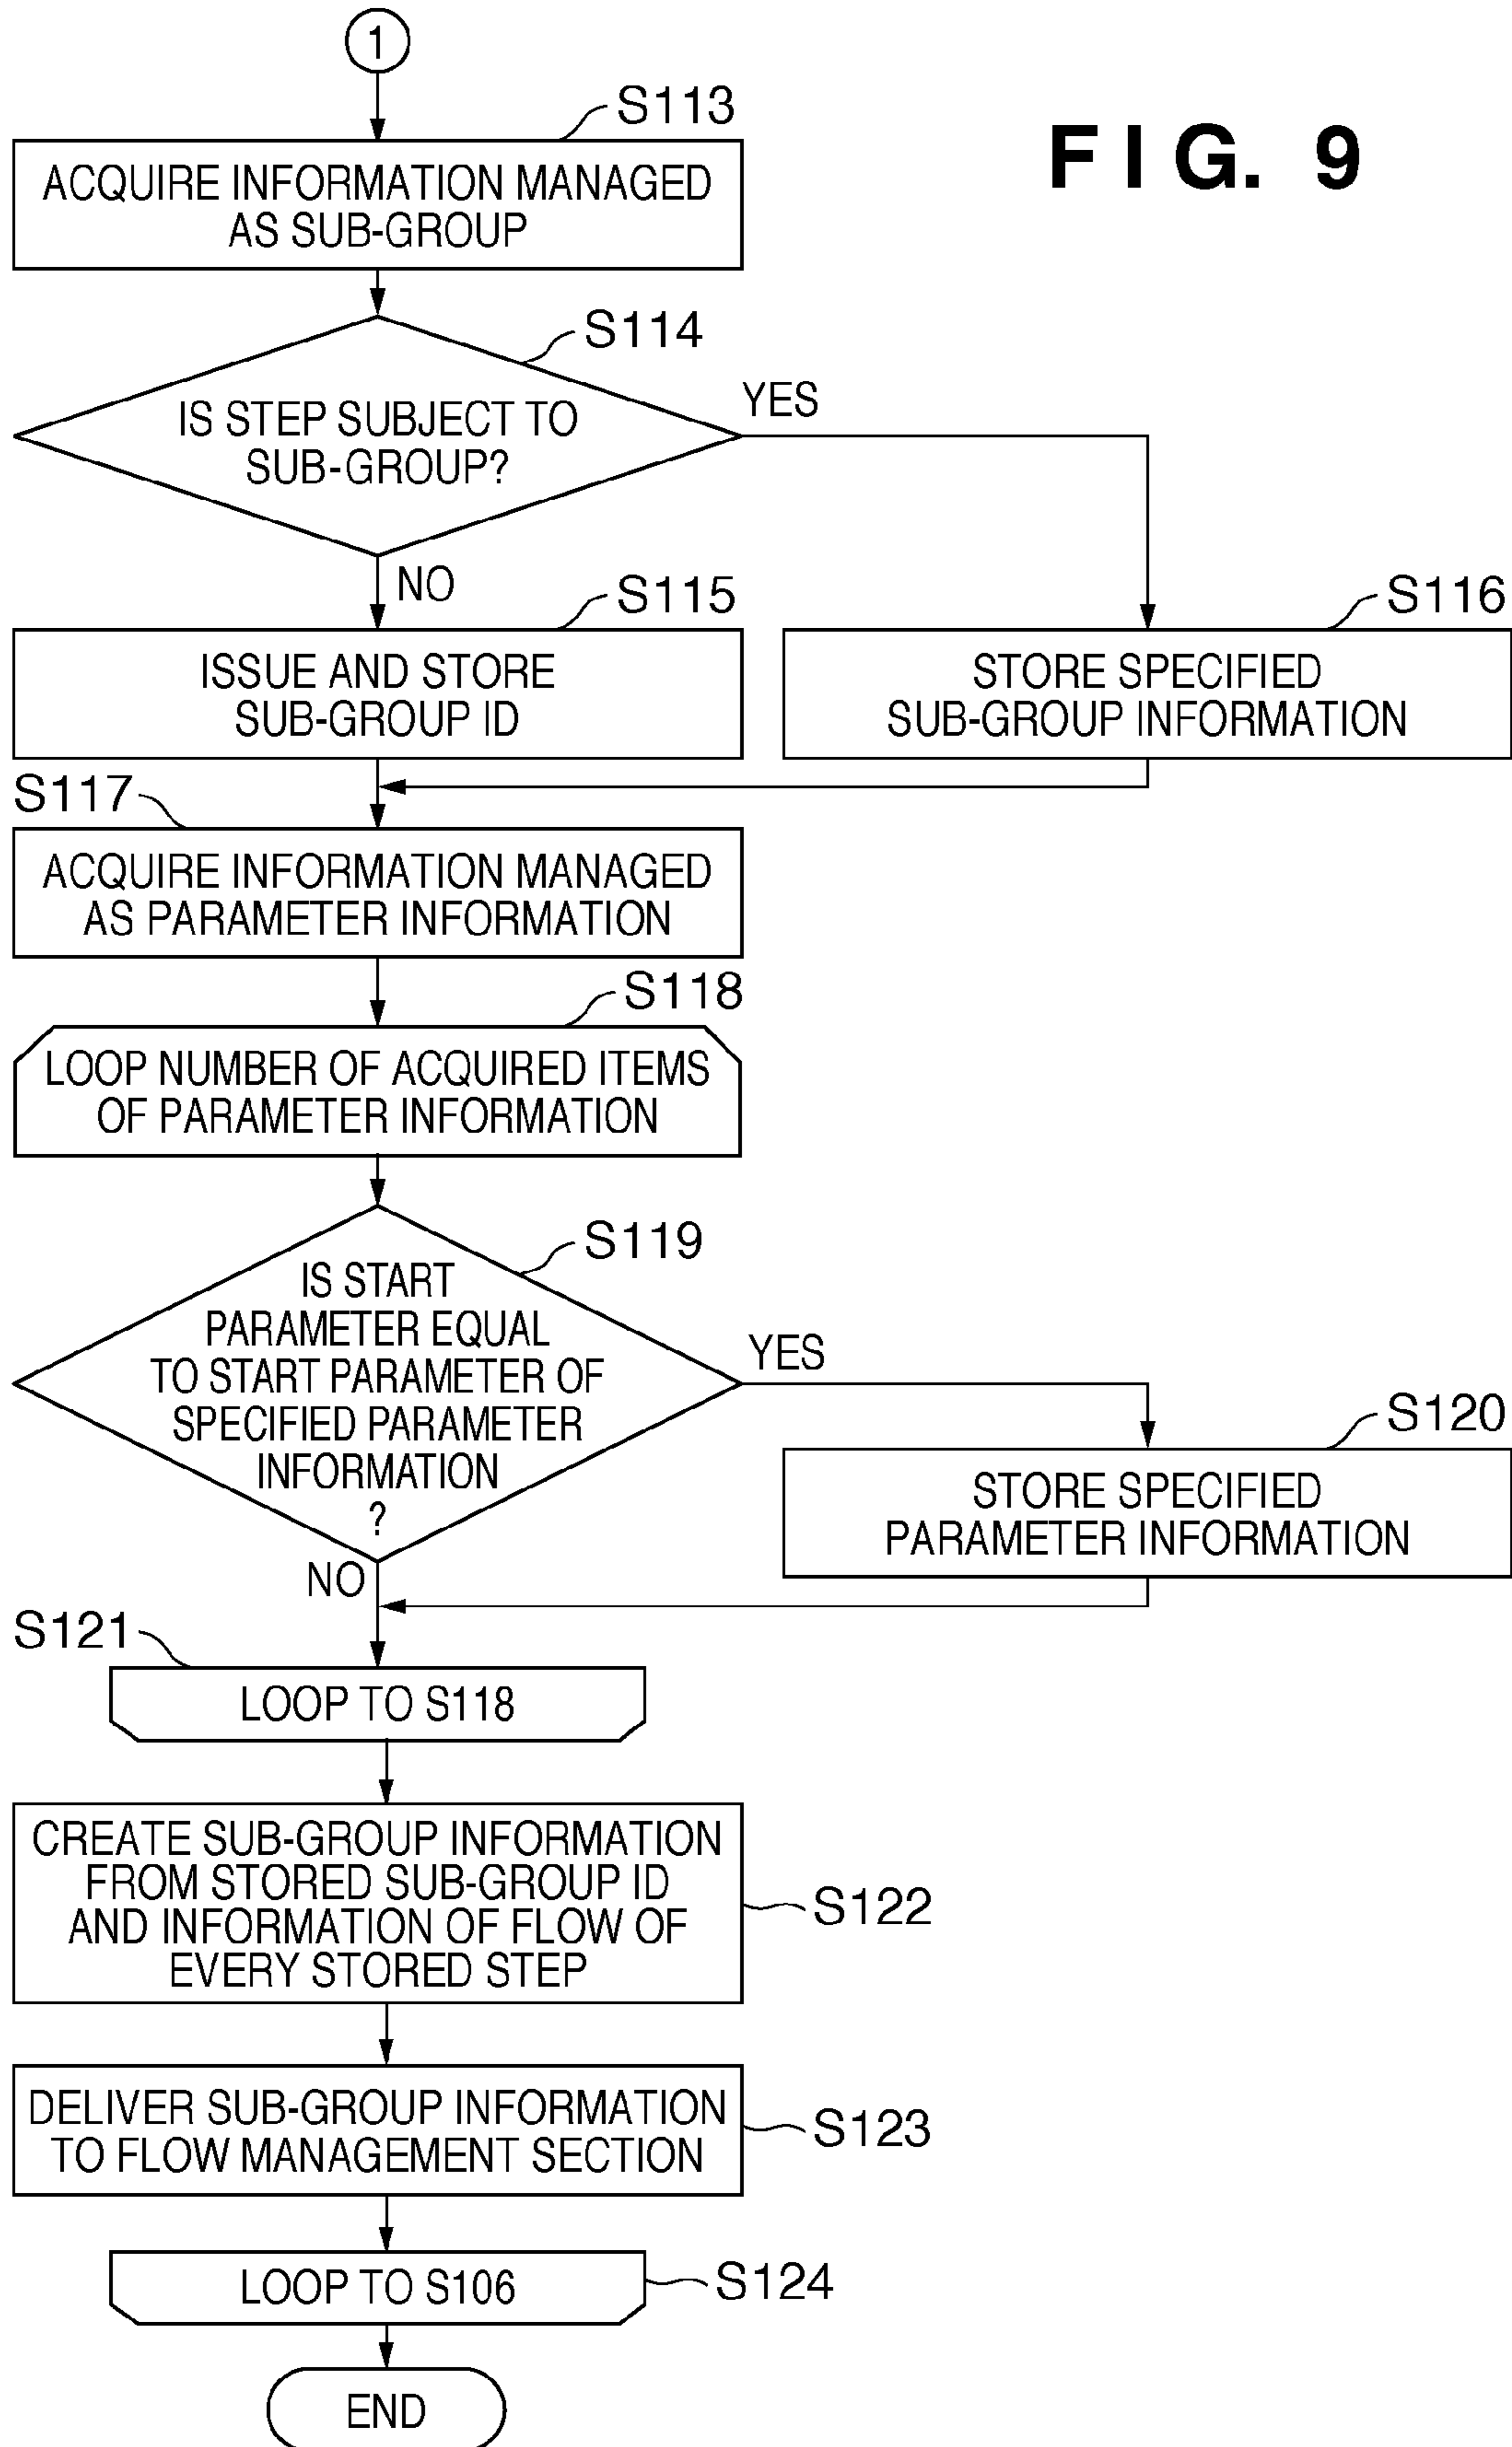 1
FIG. 9
S113
ACQUIRE INFORMATION MANAGED
AS SUB-GROUP
S114
IS STEP SUBJECT TO
SUB-GROUP?
YES
NO
S115
ISSUE AND STORE
SUB-GROUP ID
S116
STORE SPECIFIED
SUB-GROUP INFORMATION
S117
ACQUIRE INFORMATION MANAGED
AS PARAMETER INFORMATION
S118
LOOP NUMBER OF ACQUIRED ITEMS
OF PARAMETER INFORMATION
S119
IS START
PARAMETER EQUAL
TO START PARAMETER OF
SPECIFIED PARAMETER
INFORMATION
?
YES
NO
S120
STORE SPECIFIED
PARAMETER INFORMATION
S121
LOOP TO S118
CREATE SUB-GROUP INFORMATION
FROM STORED SUB-GROUP ID
AND INFORMATION OF FLOW OF
EVERY STORED STEP
S122
DELIVER SUB-GROUP INFORMATION
TO FLOW MANAGEMENT SECTION
S123
LOOP TO S106
S124
END